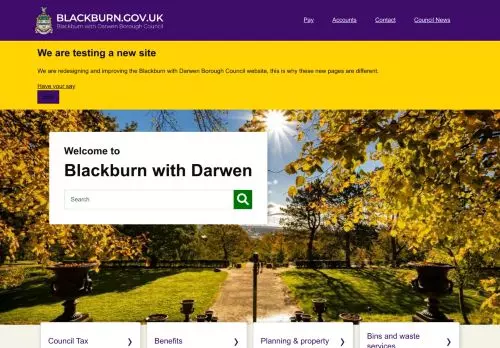 BLACKBURN.GOV.UK
Blackburn with Darwen Borough Council
Pay
Accounts
Contact
Council News
We are testing a new site
We are redesigning and improving the Blackburn with Darwen Borough Council website, this is why these new pages are different.
Have your say
Welcome to
Blackburn with Darwen
Search
Council Tax
Benefits
Planning & property
Bins and waste
services